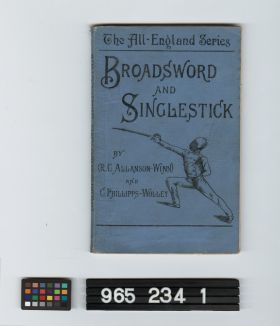 The All-England Series
BROADSWORD
AND
SINGLESTICK
BY
R. G. ALLANSON-WINN
AND
C. PHILLIPPS-WOLLEY
965 234 1